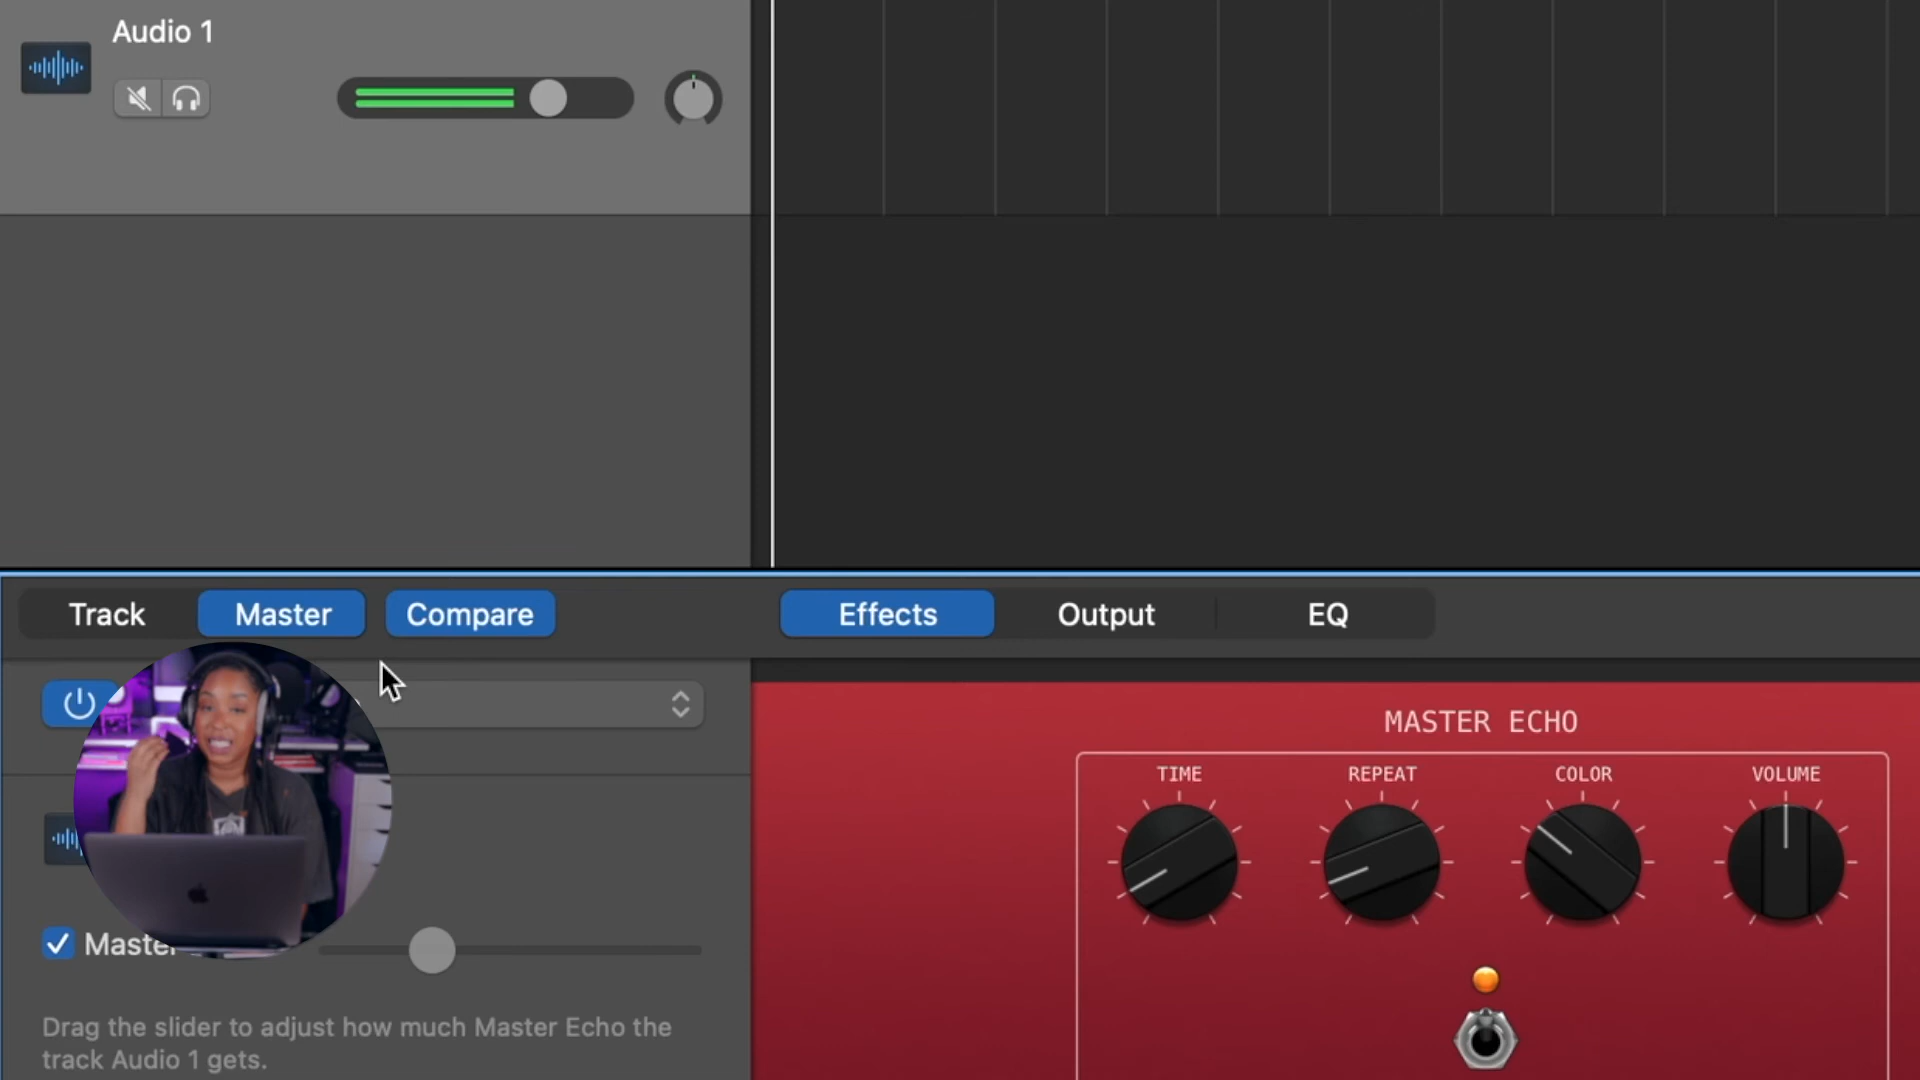 Audio 1
Track
Master
Compare
Effects
Output
EQ
MASTER ECHO
TIME
REPEAT
COLOR
VOLUME
Master
Drag the slider to adjust how much Master Echo the
track Audio 1 gets.